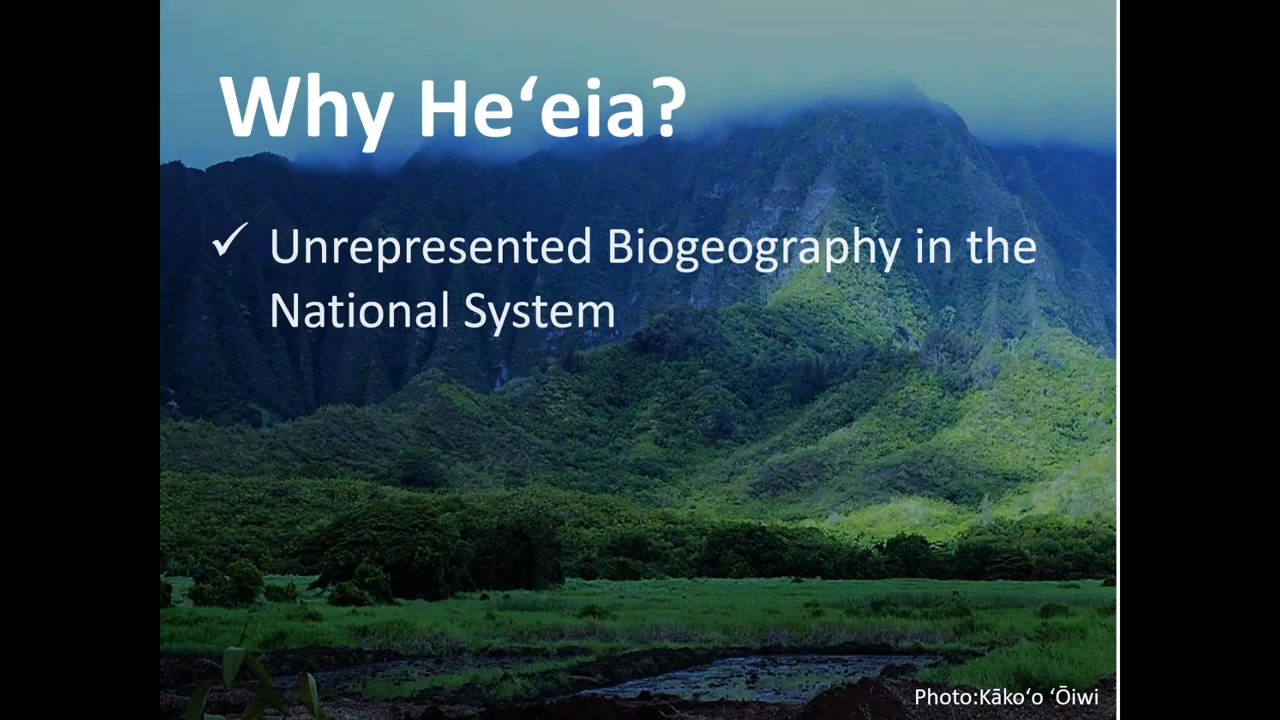 Why Heʻeia?
✓ Unrepresented Biogeography in the
National System
Photo:Kākoʻo ʻŌiwi